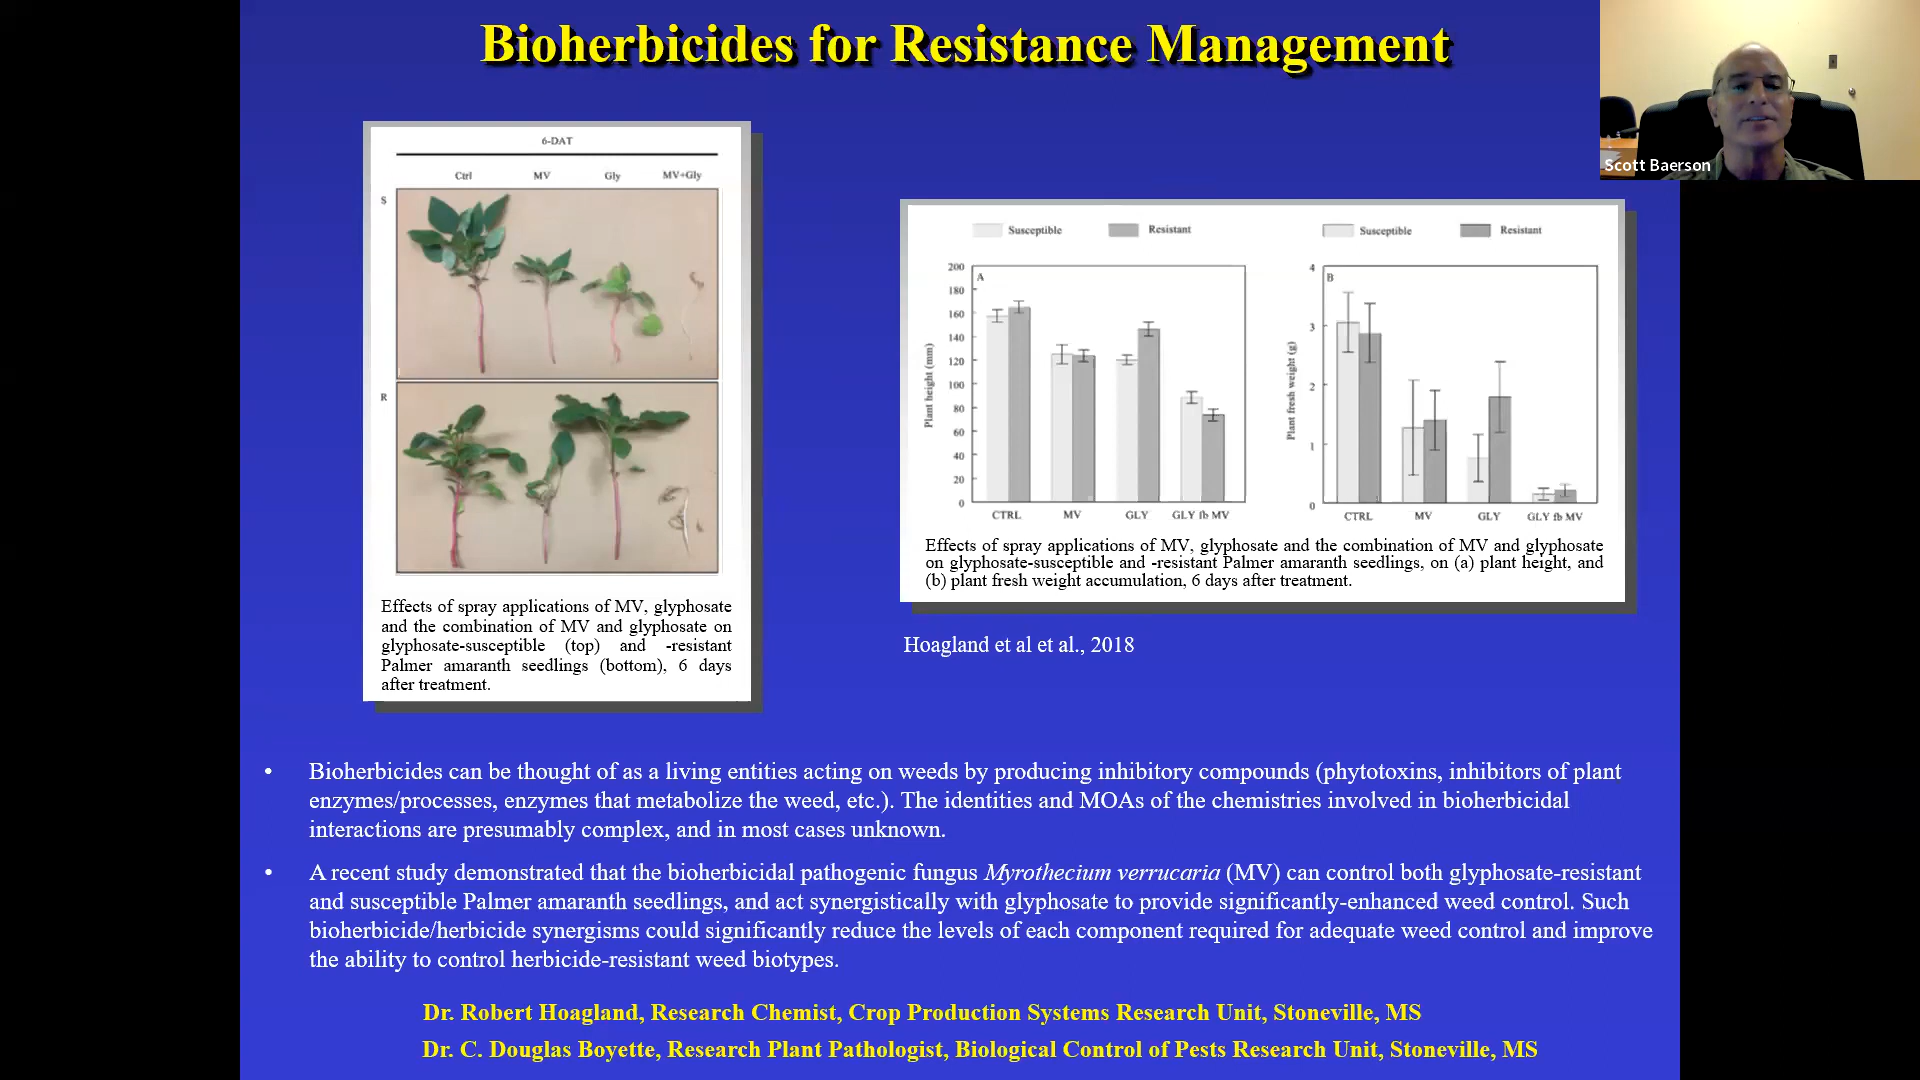 Bioherbicides for Resistance Management
Scott Baerson
6-DAT
Ctrl MV Gly MV+Gly
S
R
Effects of spray applications of MV, glyphosate
and the combination of MV and glyphosate on
glyphosate-susceptible (top) and -resistant
Palmer amaranth seedlings (bottom), 6 days
after treatment.
Susceptible Resistant
200
180
160
140
120
100
80
60
40
20
0
Plant height (mm)
A
CTRL MV GLY GLY fb MV
Susceptible Resistant
4
3
2
1
0
Plant fresh weight (g)
B
CTRL MV GLY GLY fb MV
Effects of spray applications of MV, glyphosate and the combination of MV and glyphosate
on glyphosate-susceptible and -resistant Palmer amaranth seedlings, on (a) plant height, and
(b) plant fresh weight accumulation, 6 days after treatment.
Hoagland et al et al., 2018
• Bioherbicides can be thought of as a living entities acting on weeds by producing inhibitory compounds (phytotoxins, inhibitors of plant
enzymes/processes, enzymes that metabolize the weed, etc.). The identities and MOAs of the chemistries involved in bioherbicidal
interactions are presumably complex, and in most cases unknown.
• A recent study demonstrated that the bioherbicidal pathogenic fungus Myrothecium verrucaria (MV) can control both glyphosate-resistant
and susceptible Palmer amaranth seedlings, and act synergistically with glyphosate to provide significantly-enhanced weed control. Such
bioherbicide/herbicide synergisms could significantly reduce the levels of each component required for adequate weed control and improve
the ability to control herbicide-resistant weed biotypes.
Dr. Robert Hoagland, Research Chemist, Crop Production Systems Research Unit, Stoneville, MS
Dr. C. Douglas Boyette, Research Plant Pathologist, Biological Control of Pests Research Unit, Stoneville, MS